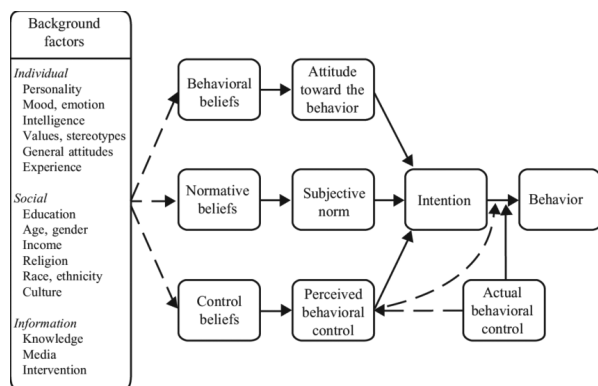 Background
factors
Individual
Personality
Mood, emotion
Intelligence
Values, stereotypes
General attitudes
Experience
Social
Education
Age, gender
Income
Religion
Race, ethnicity
Culture
Information
Knowledge
Media
Intervention
Behavioral
beliefs
Attitude
toward the
behavior
Normative
beliefs
Subjective
norm
Intention
Behavior
Control
beliefs
Perceived
behavioral
control
Actual
behavioral
control